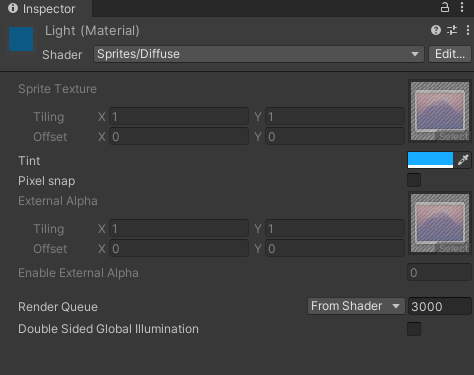 Inspector
Light (Material)
Shader Sprites/Diffuse Edit...
Sprite Texture
Tiling X 1 Y 1
Offset X 0 Y 0
Select
Tint
Pixel snap
External Alpha
Tiling X 1 Y 1
Offset X 0 Y 0
Select
Enable External Alpha 0
Render Queue From Shader 3000
Double Sided Global Illumination